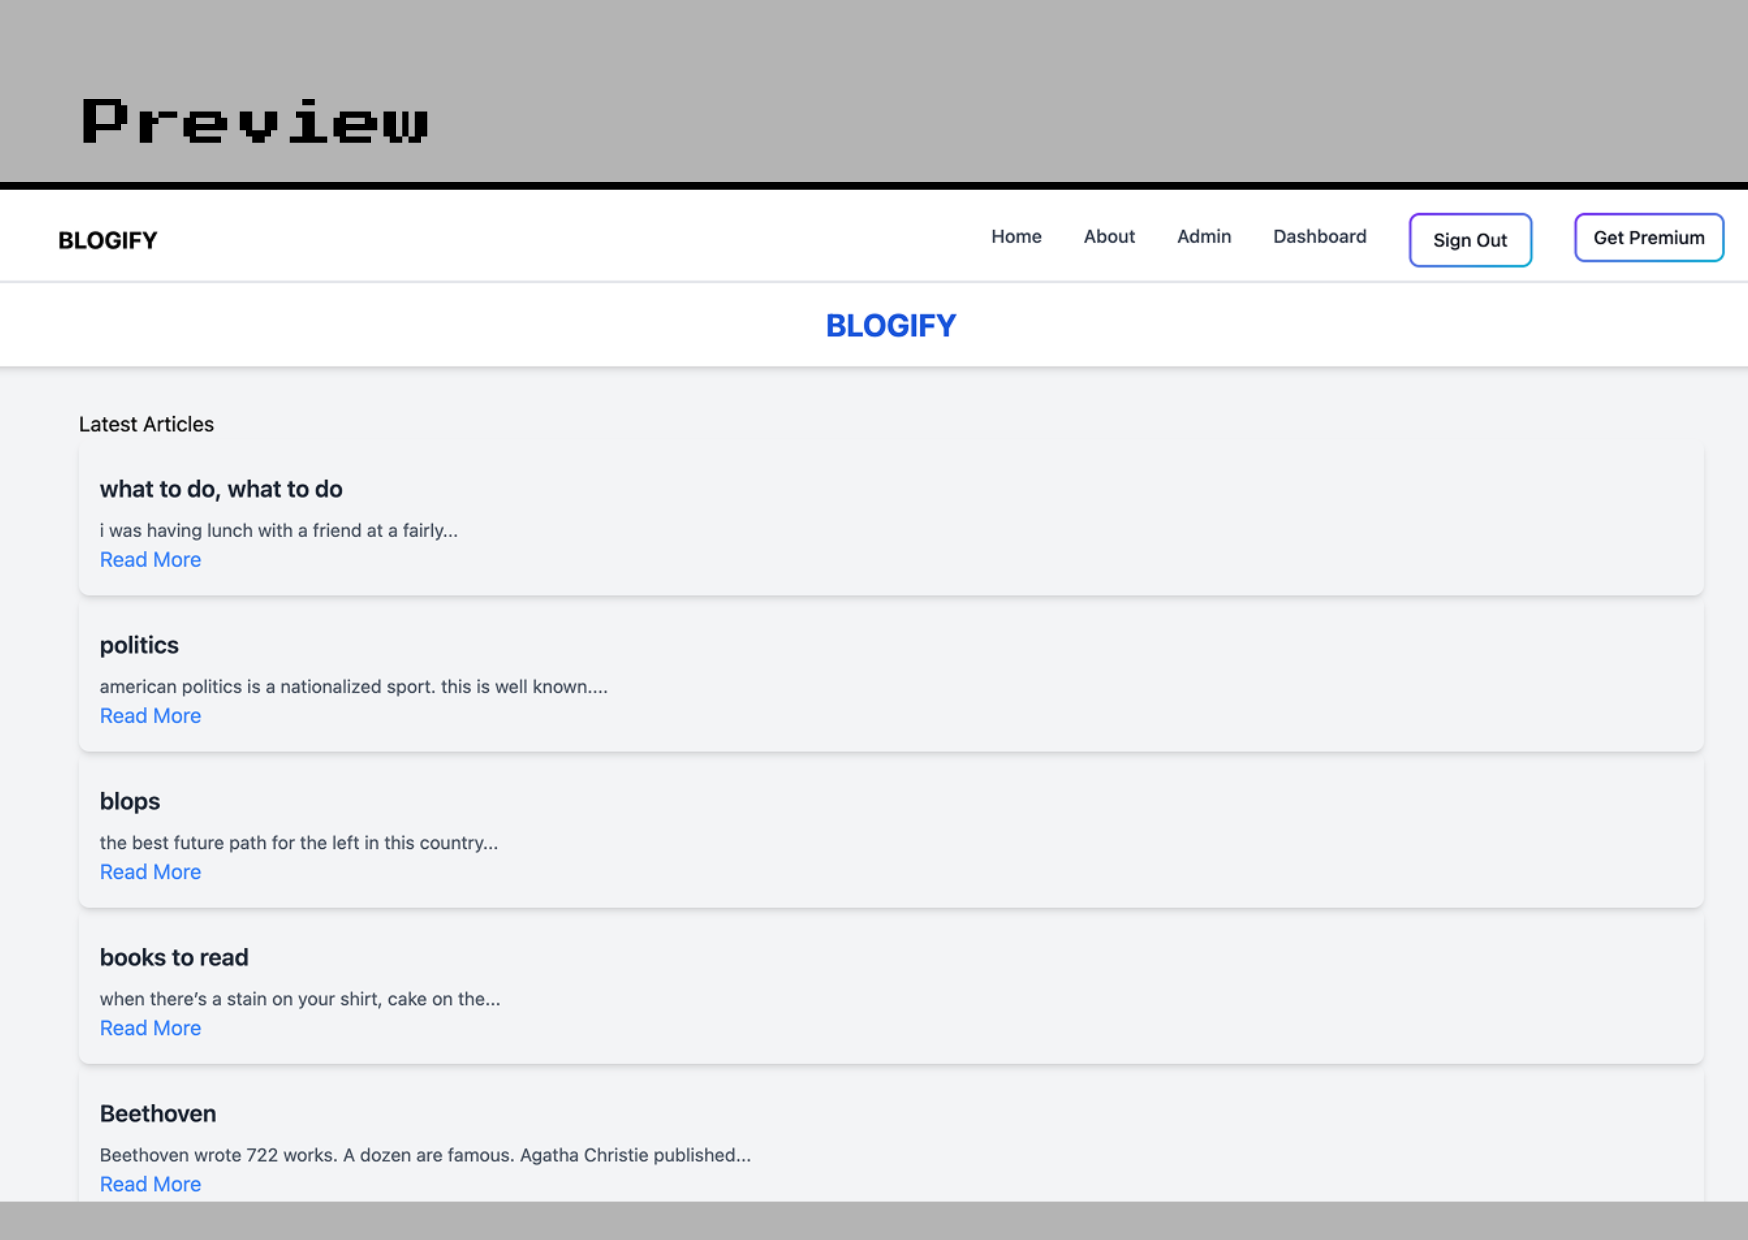 Preview
BLOGIFY
Home About Admin Dashboard Sign Out Get Premium
BLOGIFY
Latest Articles
what to do, what to do
i was having lunch with a friend at a fairly...
Read More
politics
american politics is a nationalized sport. this is well known....
Read More
blops
the best future path for the left in this country...
Read More
books to read
when there's a stain on your shirt, cake on the...
Read More
Beethoven
Beethoven wrote 722 works. A dozen are famous. Agatha Christie published...
Read More